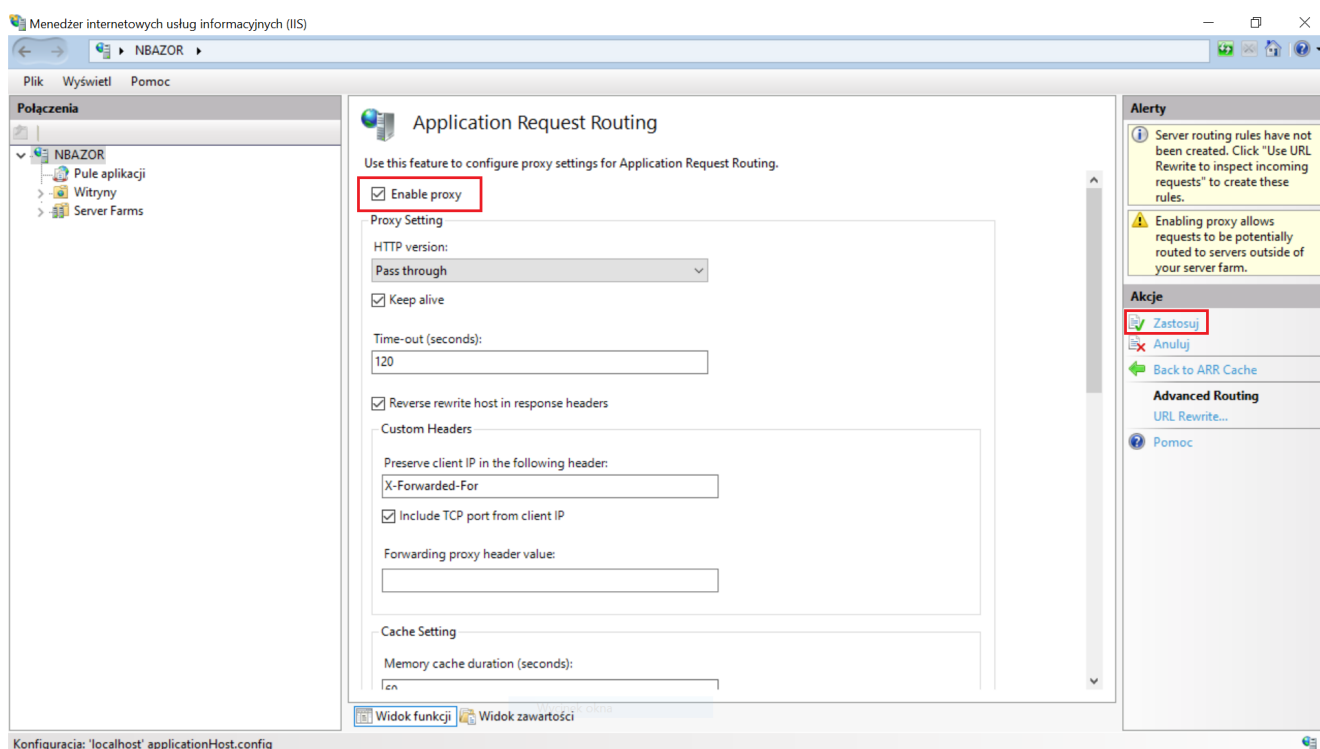 Menedżer internetowych usług informacyjnych (IIS)
NBAZOR
Plik Wyświetl Pomoc
Połączenia
NBAZOR
Pule aplikacji
Witryny
Server Farms
Application Request Routing
Use this feature to configure proxy settings for Application Request Routing.
Enable proxy
Proxy Setting
HTTP version:
Pass through
Keep alive
Time-out (seconds):
120
Reverse rewrite host in response headers
Custom Headers
Preserve client IP in the following header:
X-Forwarded-For
Include TCP port from client IP
Forwarding proxy header value:
Cache Setting
Memory cache duration (seconds):
60
Widok funkcji Widok zawartości
Alerty
Server routing rules have not
been created. Click "Use URL
Rewrite to inspect incoming
requests" to create these
rules.
Enabling proxy allows
requests to be potentially
routed to servers outside of
your server farm.
Akcje
Zastosuj
Anuluj
Back to ARR Cache
Advanced Routing
URL Rewrite...
Pomoc
Konfiguracja: 'localhost' applicationHost.config